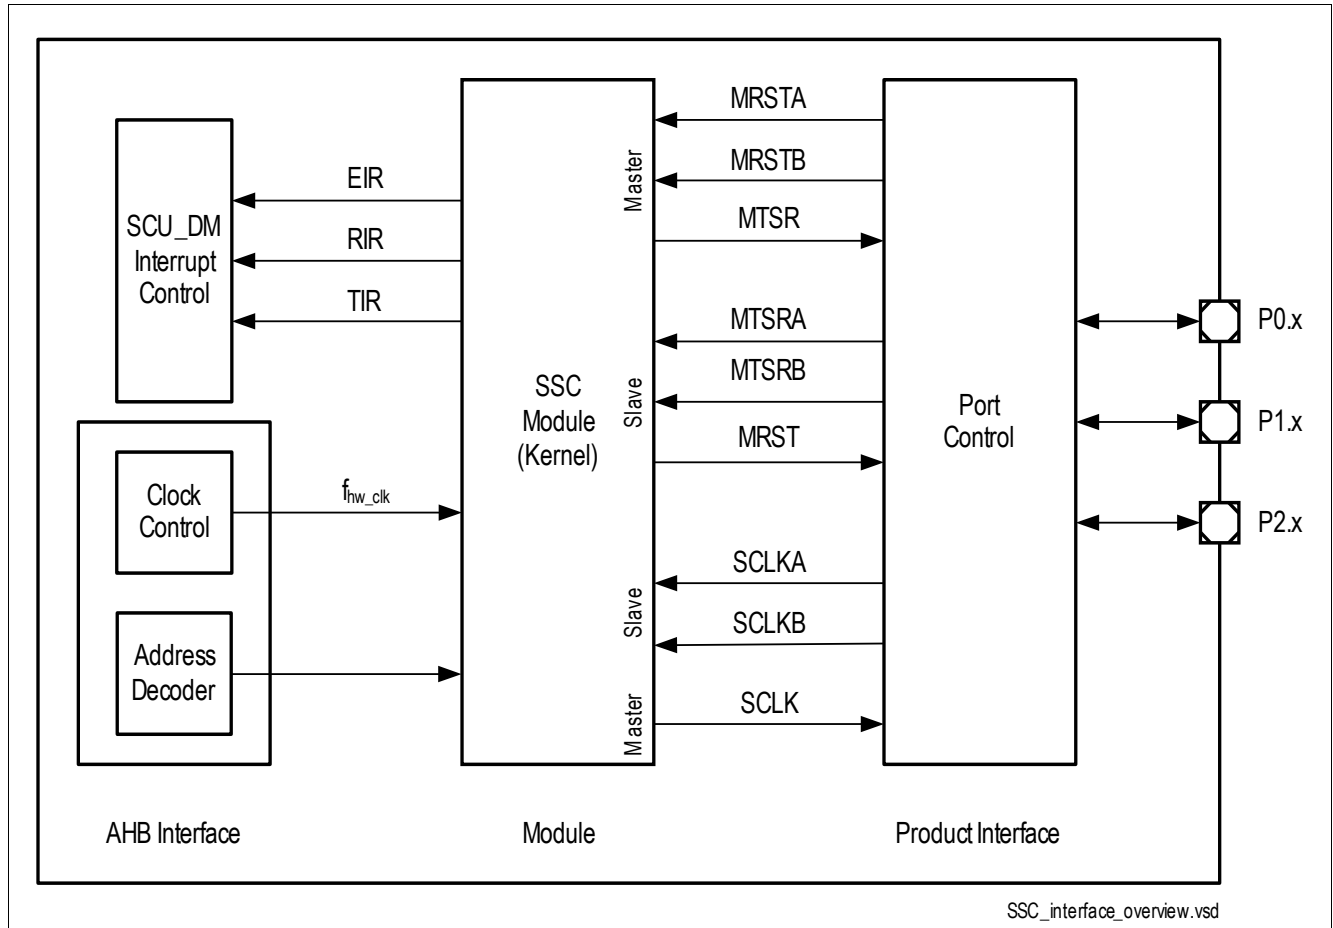 MRSTA
MRSTB
MTSR
Master
EIR
RIR
TIR
SCU_DM
Interrupt
Control
MTSRA
MTSRB
MRST
Slave
SSC
Module
(Kernel)
Port
Control
P0.x
P1.x
P2.x
Clock
Control
fhw_clk
Address
Decoder
SCLKA
SCLKB
Slave
SCLK
Master
AHB Interface
Module
Product Interface
SSC_interface_overview.vsd